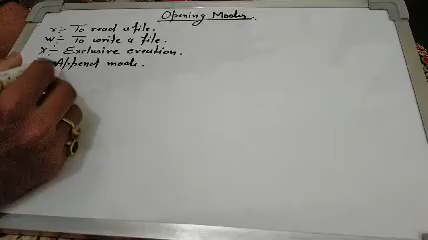 Opening Modes.
r :- To read a file.
w :- To write a file.
x :- Exclusive creation.
Append mode.